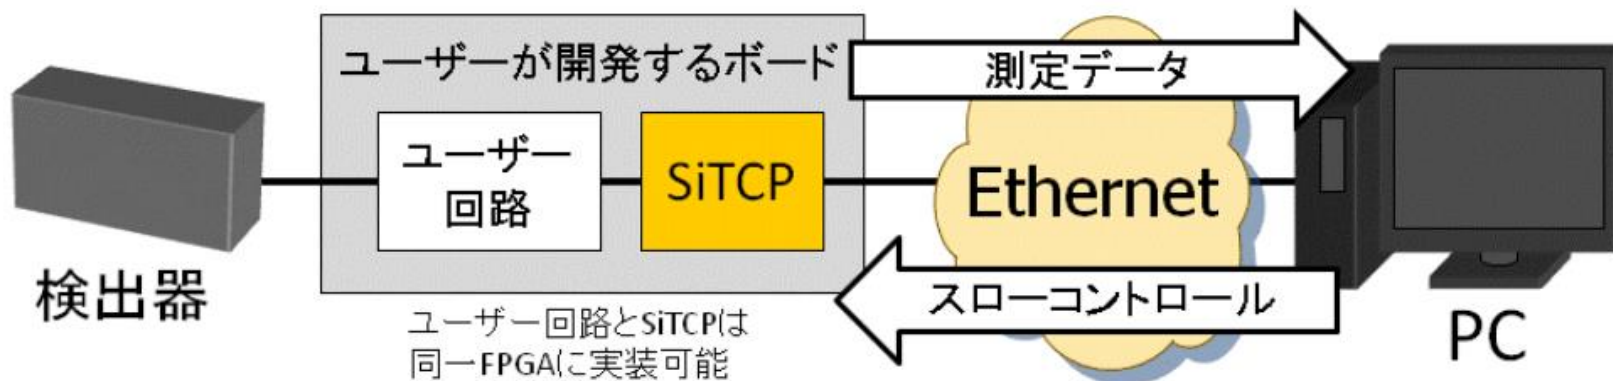 ユーザーが開発するボード
測定データ
ユーザー
回路
SiTCP
Ethernet
検出器
スローコントロール
PC
ユーザー回路とSiTCPは
同一FPGAに実装可能